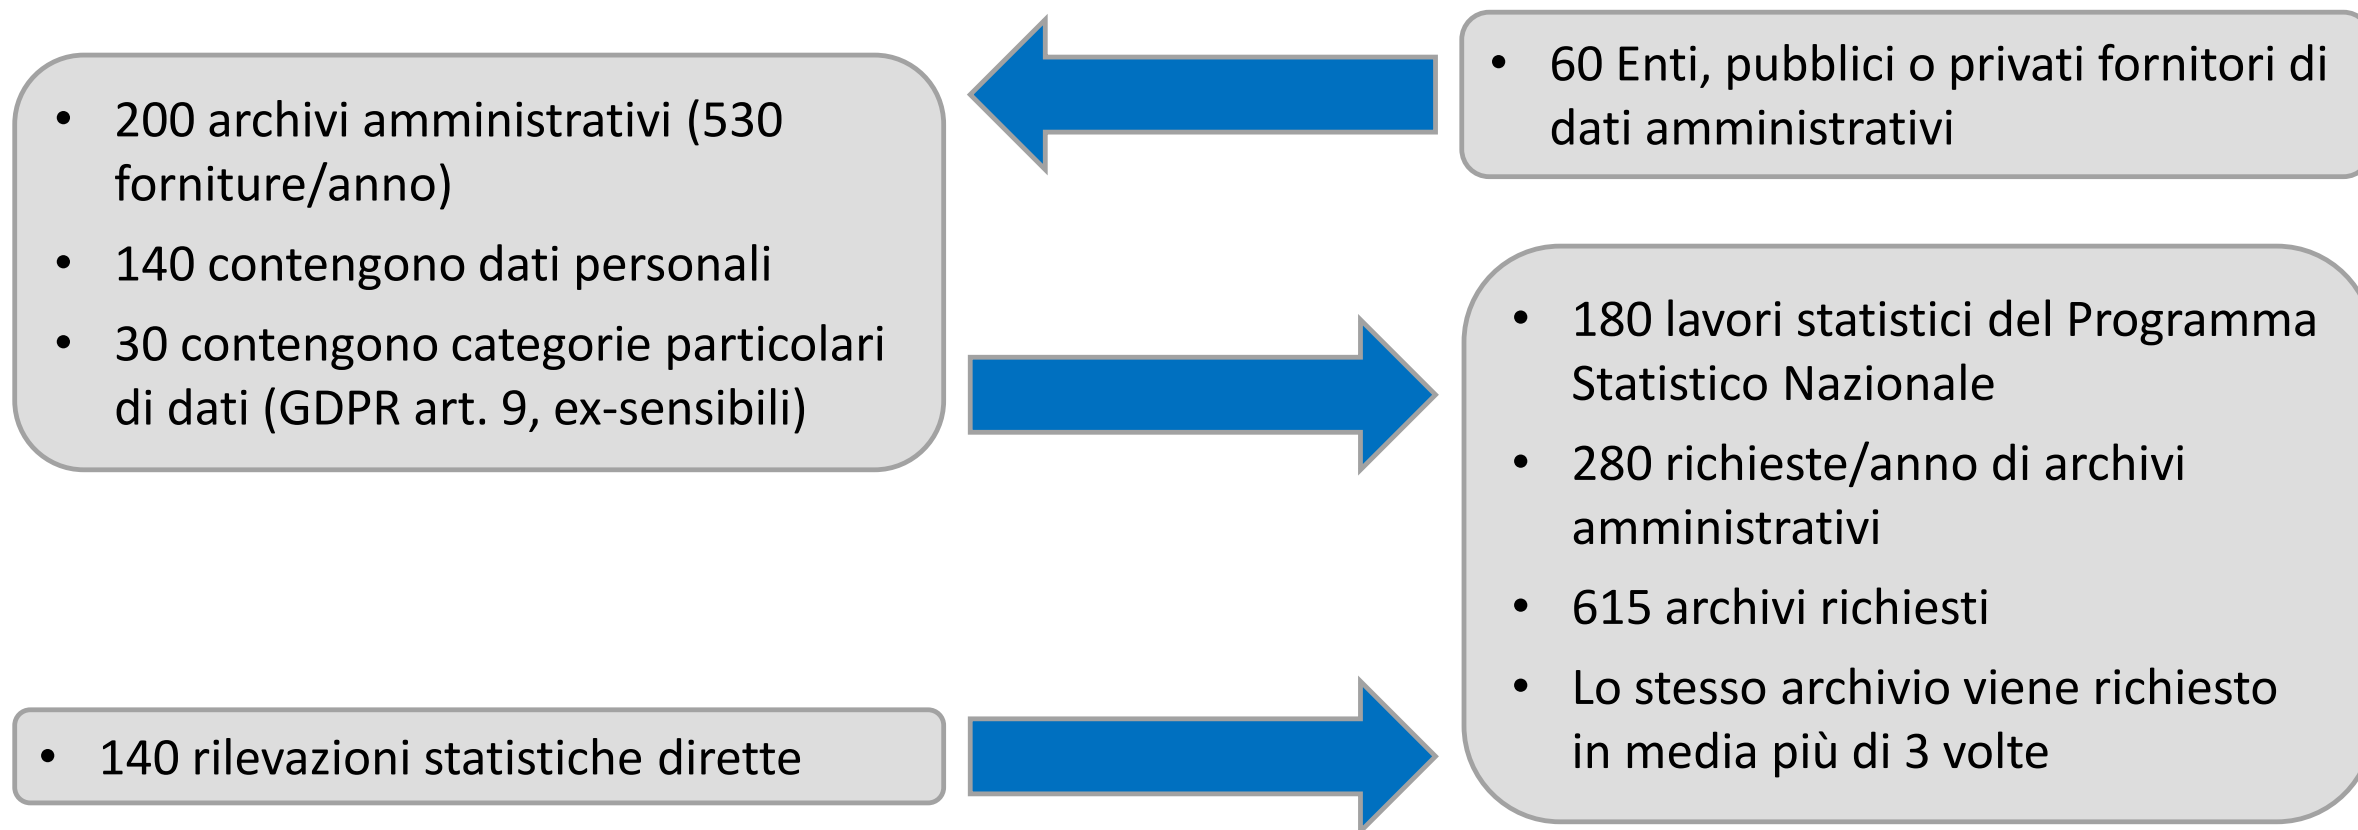 • 200 archivi amministrativi (530
forniture/anno)
• 140 contengono dati personali
• 30 contengono categorie particolari
di dati (GDPR art. 9, ex-sensibili)
• 60 Enti, pubblici o privati fornitori di
dati amministrativi
• 180 lavori statistici del Programma
Statistico Nazionale
• 280 richieste/anno di archivi
amministrativi
• 615 archivi richiesti
• Lo stesso archivio viene richiesto
in media più di 3 volte
• 140 rilevazioni statistiche dirette